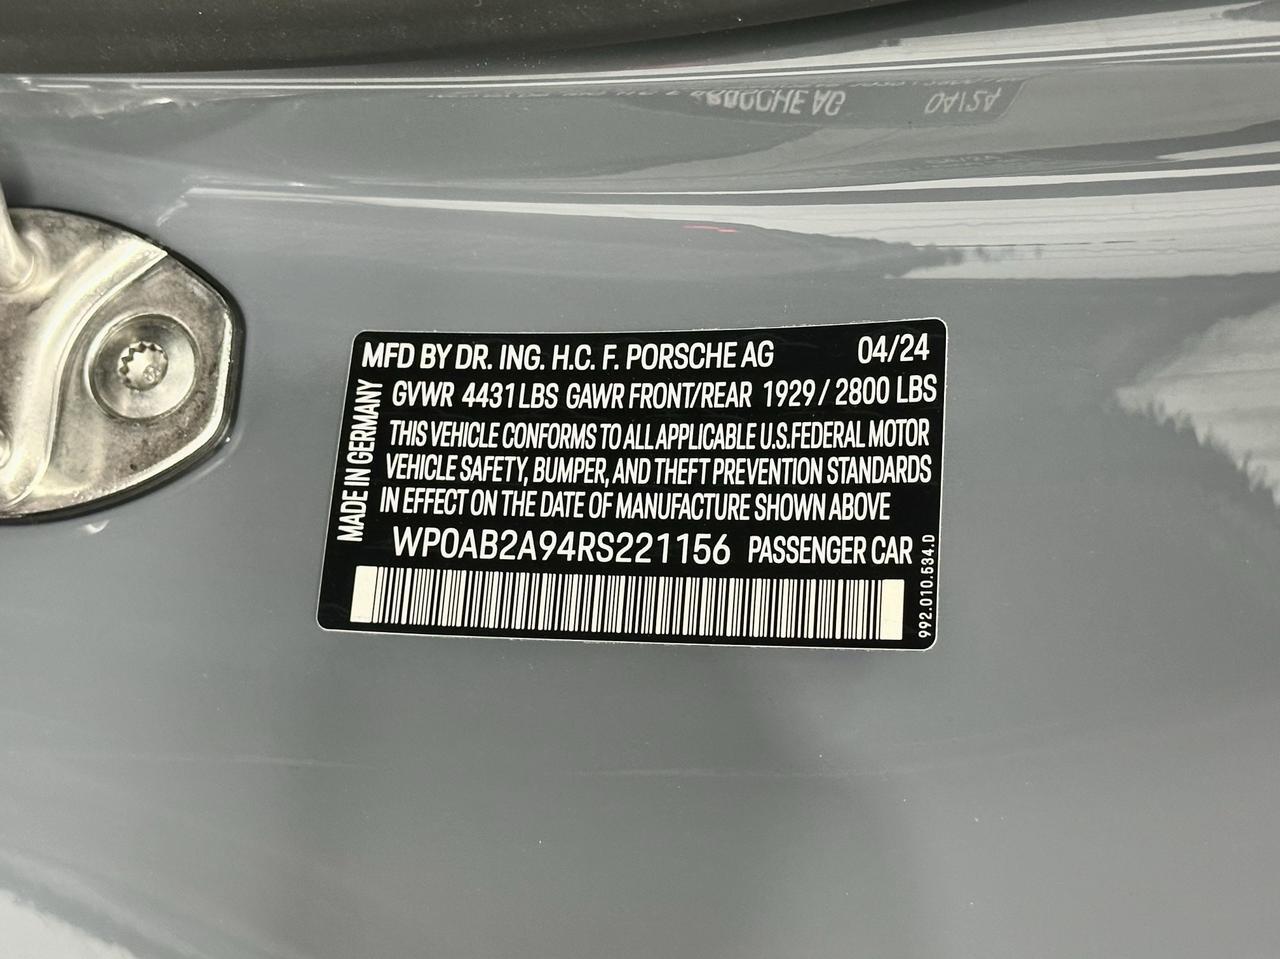 MFD BY DR. ING. H.C. F. PORSCHE AG 04/24
GVWR 4431 LBS GAWR FRONT/REAR 1929 / 2800 LBS
THIS VEHICLE CONFORMS TO ALL APPLICABLE U.S.FEDERAL MOTOR
VEHICLE SAFETY, BUMPER, AND THEFT PREVENTION STANDARDS
IN EFFECT ON THE DATE OF MANUFACTURE SHOWN ABOVE
WP0AB2A94RS221156 PASSENGER CAR
MADE IN GERMANY
992.010.534.D